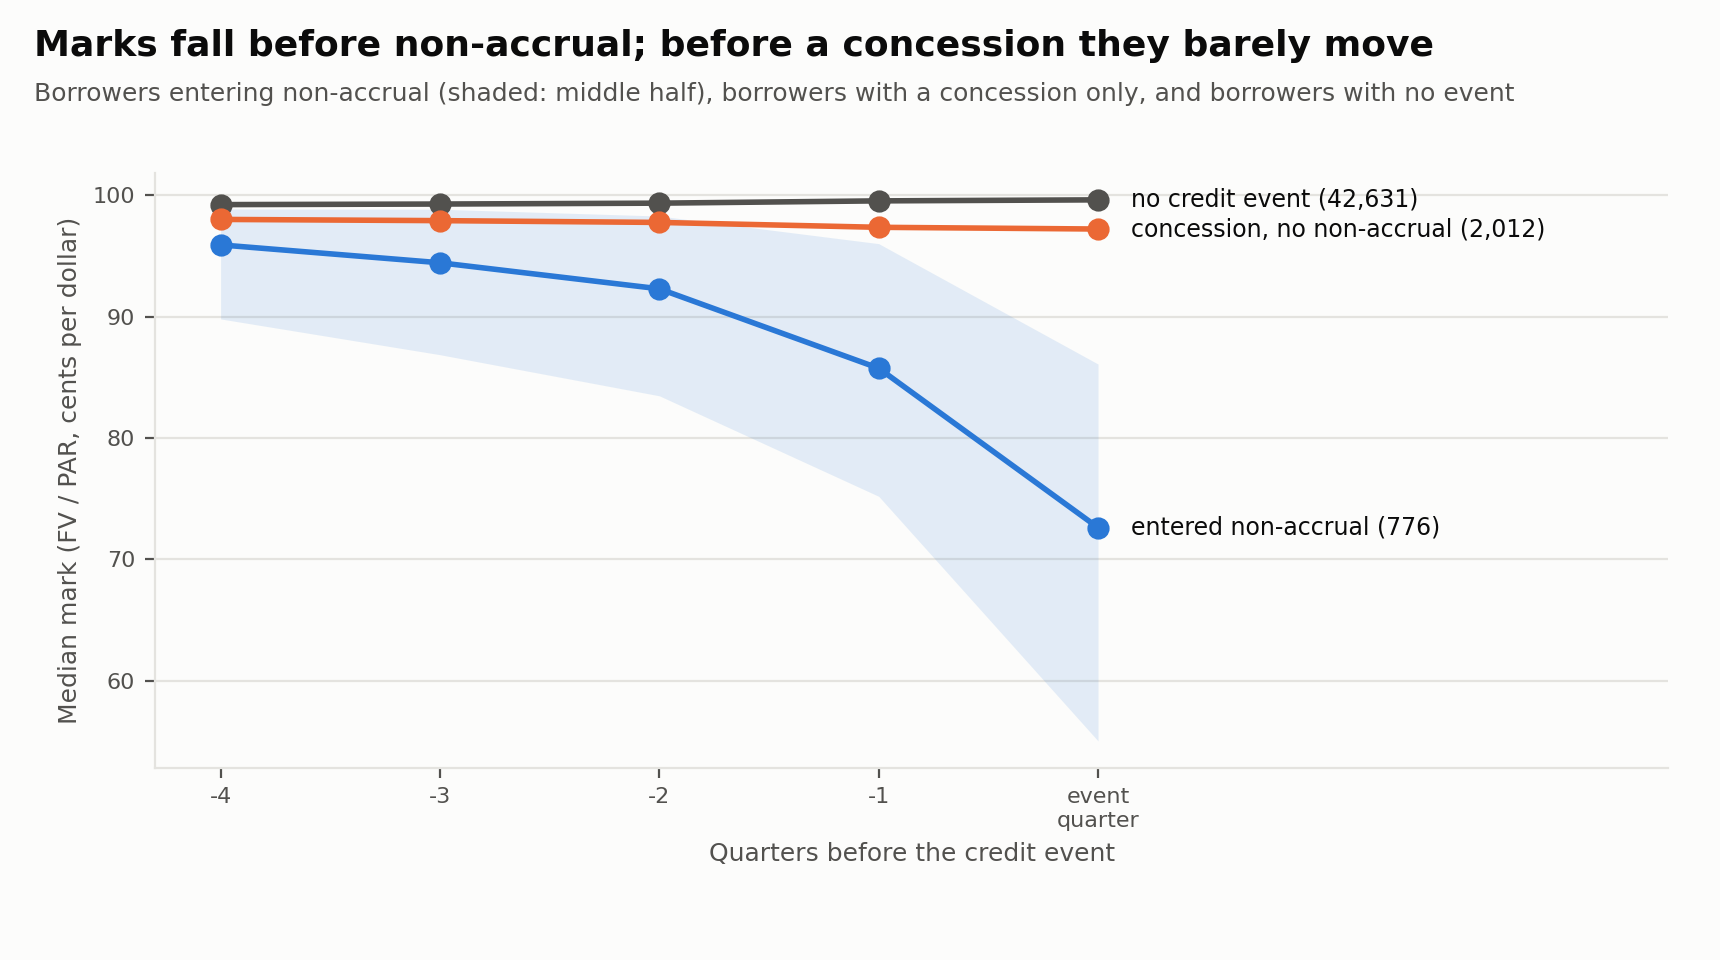 Marks fall before non-accrual; before a concession they barely move
Borrowers entering non-accrual (shaded: middle half), borrowers with a concession only, and borrowers with no event
Median mark (FV / PAR, cents per dollar)
100
90
80
70
60
no credit event (42,631)
concession, no non-accrual (2,012)
entered non-accrual (776)
-4
-3
-2
-1
event
quarter
Quarters before the credit event